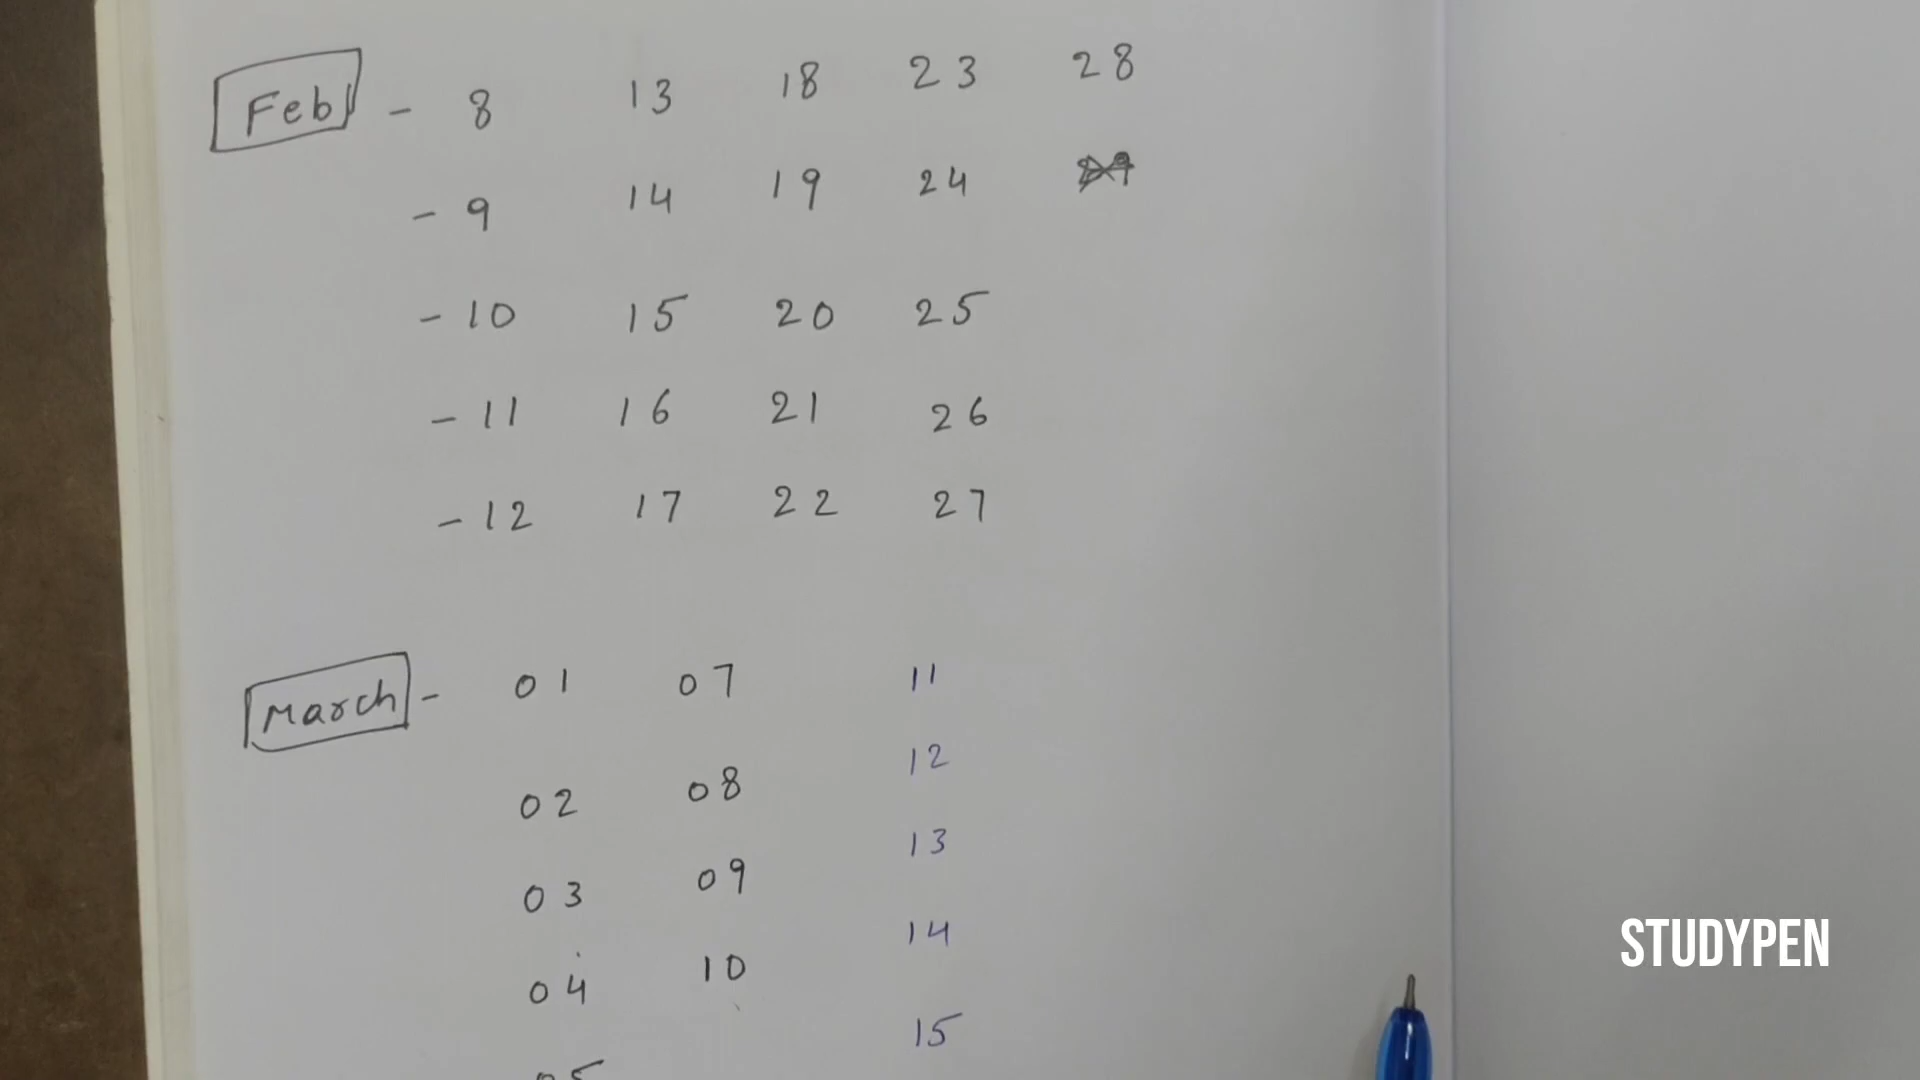 Feb - 8 13 18 23 28
- 9 14 19 24
- 10 15 20 25
- 11 16 21 26
- 12 17 22 27
March - 01 07 11
02 08 12
03 09 13
04 10 14
05 15
STUDYPEN